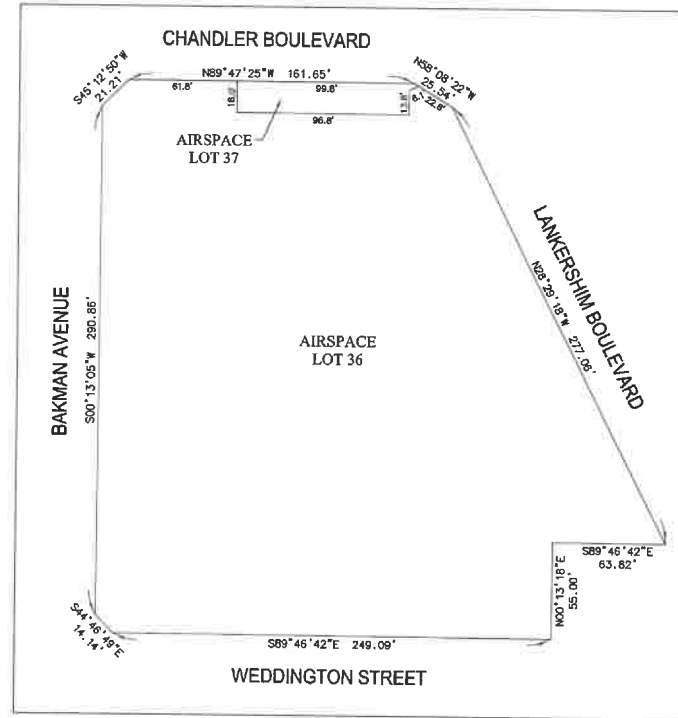 CHANDLER BOULEVARD
S45°12'50"W
21.21'
N89°47'25"W 161.65'
N58°08'22"W
25.54'
61.8'
99.8'
18.0'
13.8'
22.8'
96.8'
AIRSPACE
LOT 37
LANKERSHIM BOULEVARD
N28°29'18"W 277.06'
BAKMAN AVENUE
S00°13'05"W 290.86'
AIRSPACE
LOT 36
S89°46'42"E
63.82'
N00°13'18"E
55.00'
S44°46'49"E
14.14'
S89°46'42"E 249.09'
WEDDINGTON STREET